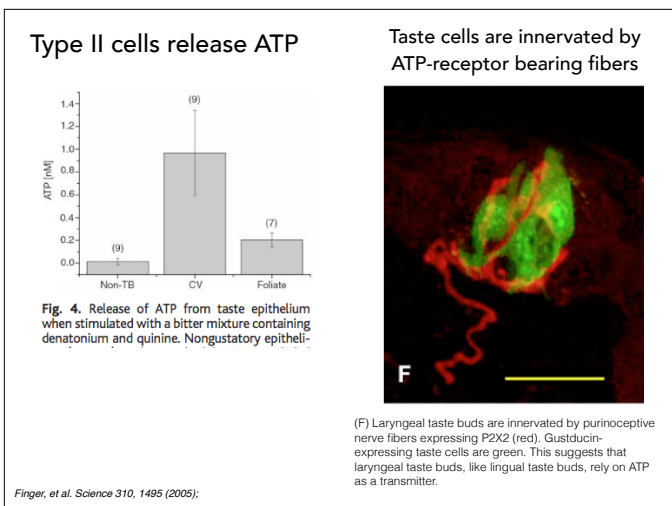 Type II cells release ATP
1.4
1.2
1.0
0.8
0.6
0.4
0.2
0.0
ATP [nM]
(9)
(9)
(7)
Non-TB
CV
Foliate
Fig. 4. Release of ATP from taste epithelium
when stimulated with a bitter mixture containing
denatonium and quinine. Nongustatory epitheli-
Finger, et al. Science 310, 1495 (2005);
Taste cells are innervated by
ATP-receptor bearing fibers
F
(F) Laryngeal taste buds are innervated by purinoceptive
nerve fibers expressing P2X2 (red). Gustducin-
expressing taste cells are green. This suggests that
laryngeal taste buds, like lingual taste buds, rely on ATP
as a transmitter.